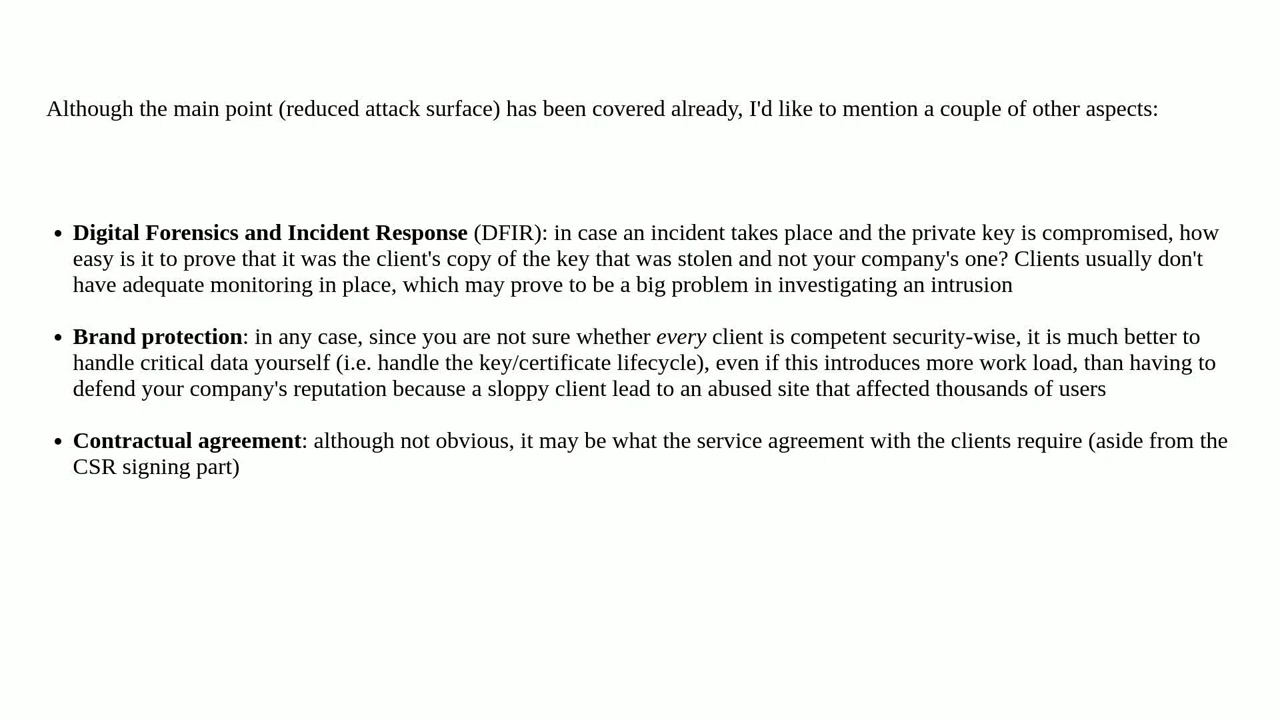 Although the main point (reduced attack surface) has been covered already, I'd like to mention a couple of other aspects:
• Digital Forensics and Incident Response (DFIR): in case an incident takes place and the private key is compromised, how
easy is it to prove that it was the client's copy of the key that was stolen and not your company's one? Clients usually don't
have adequate monitoring in place, which may prove to be a big problem in investigating an intrusion
• Brand protection: in any case, since you are not sure whether every client is competent security-wise, it is much better to
handle critical data yourself (i.e. handle the key/certificate lifecycle), even if this introduces more work load, than having to
defend your company's reputation because a sloppy client lead to an abused site that affected thousands of users
• Contractual agreement: although not obvious, it may be what the service agreement with the clients require (aside from the
CSR signing part)